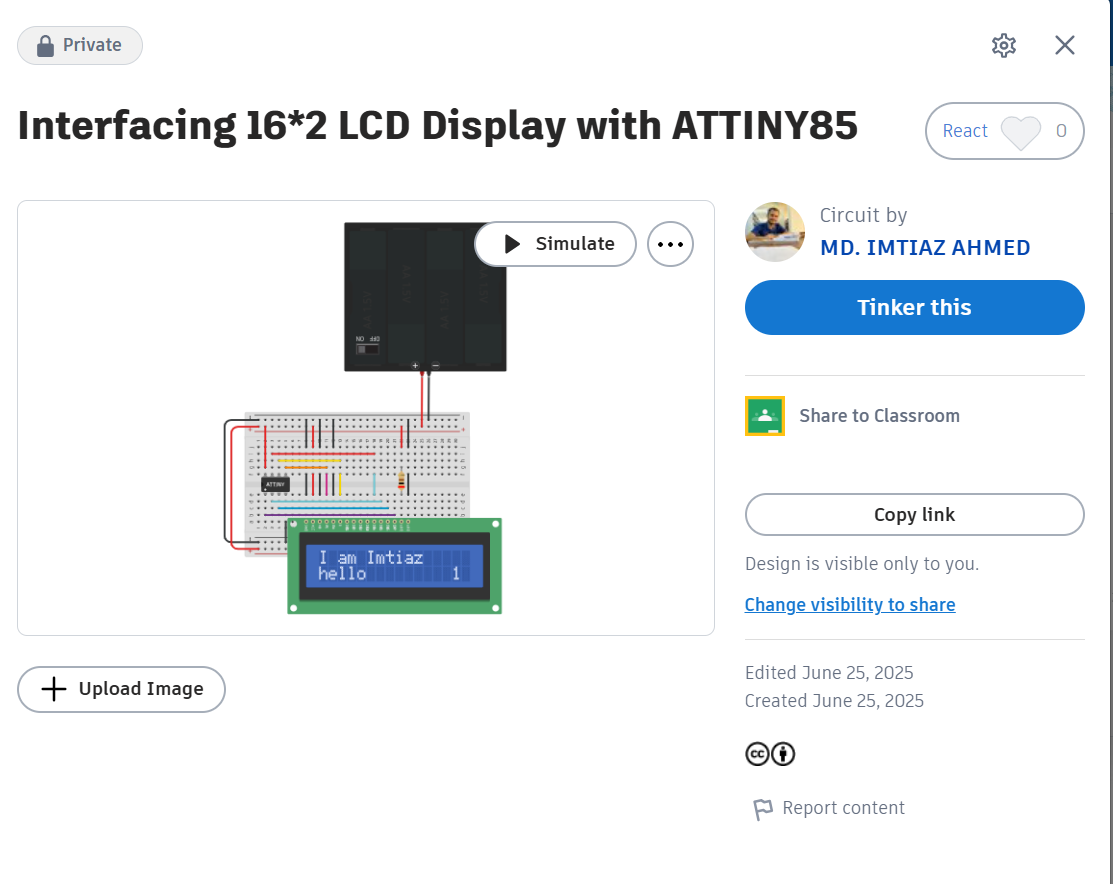 Private
Interfacing 16*2 LCD Display with ATTINY85
React 0
Simulate
ON OFF
+ −
ATTINY
I am Imtiaz
hello 1
Upload Image
Circuit by
MD. IMTIAZ AHMED
Tinker this
Share to Classroom
Copy link
Design is visible only to you.
Change visibility to share
Edited June 25, 2025
Created June 25, 2025
cc
Report content